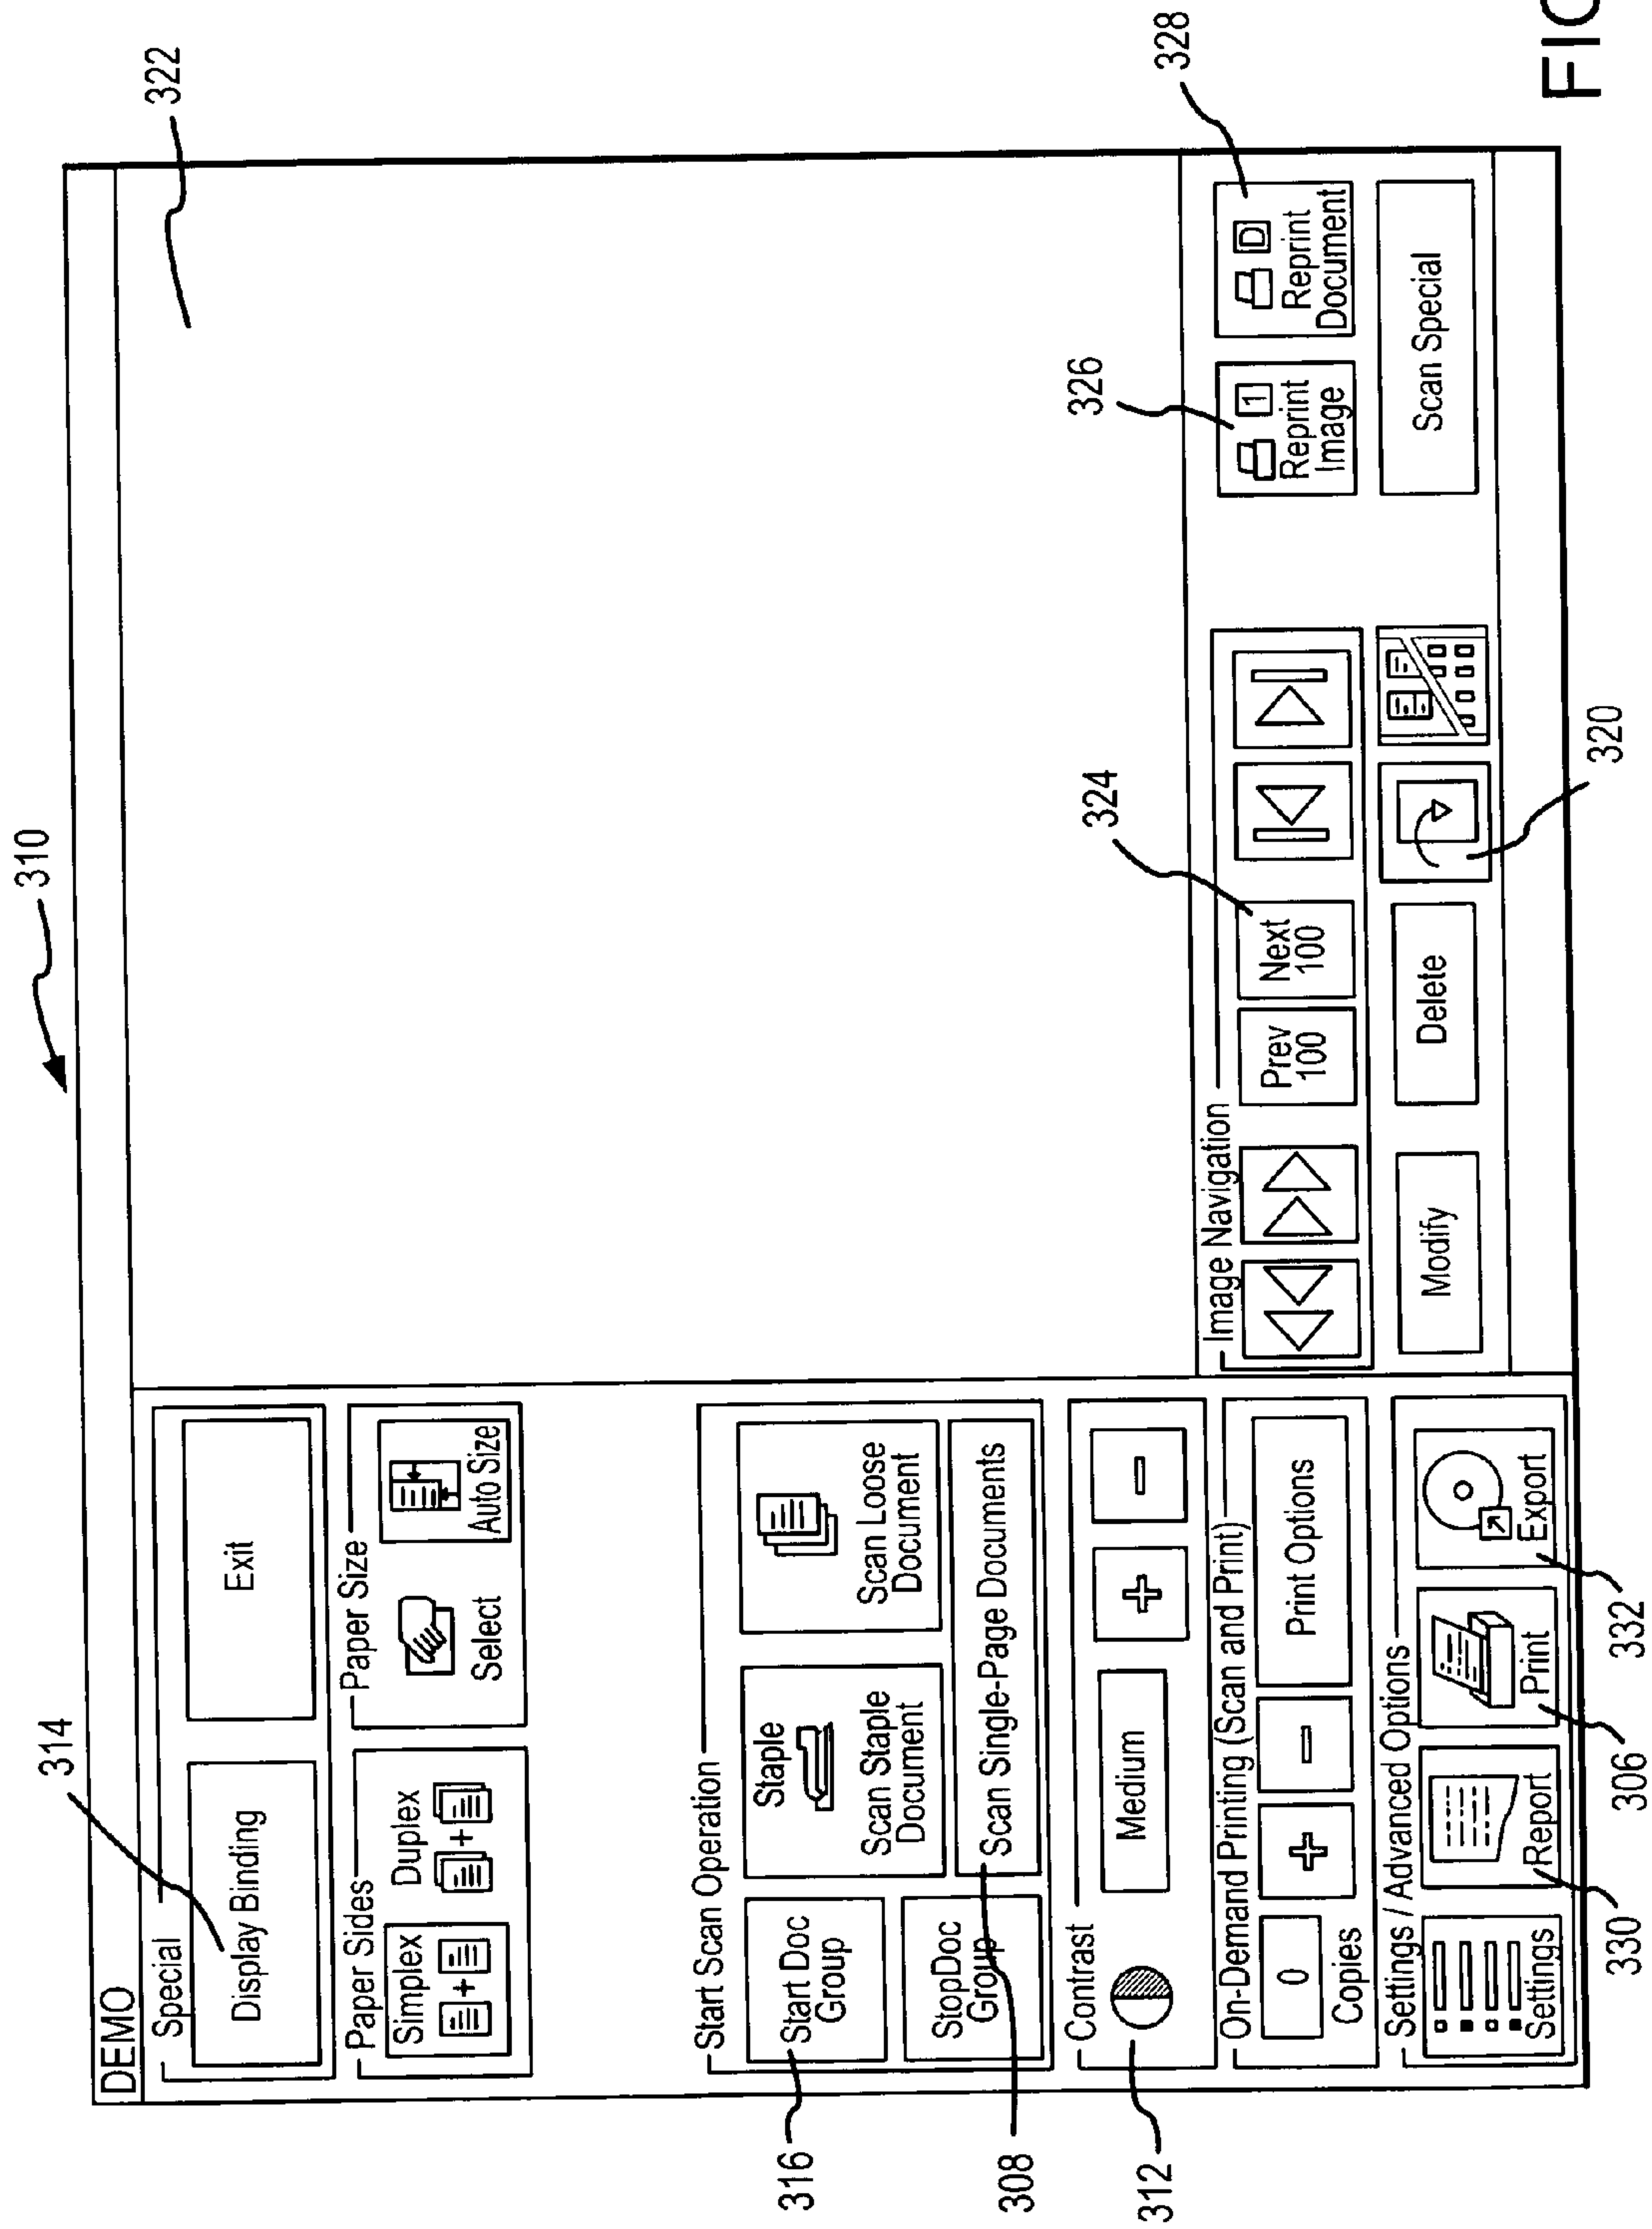 310
322
DEMO
Special
Display Binding
Exit
314
Paper Sides
Simplex
Duplex
Paper Size
Select
Auto Size
Start Scan Operation
Start Doc
Group
Staple
Scan Staple
Document
Scan Loose
Document
StopDoc
Group
Scan Single-Page Documents
316
308
Contrast
Medium
+
-
312
On-Demand Printing (Scan and Print)
0
Copies
+
-
Print Options
Settings / Advanced Options
Settings
Report
Print
Export
330
306
332
Image Navigation
Prev
100
Next
100
324
1
Reprint
Image
326
D
Reprint
Document
328
Modify
Delete
320
Scan Special